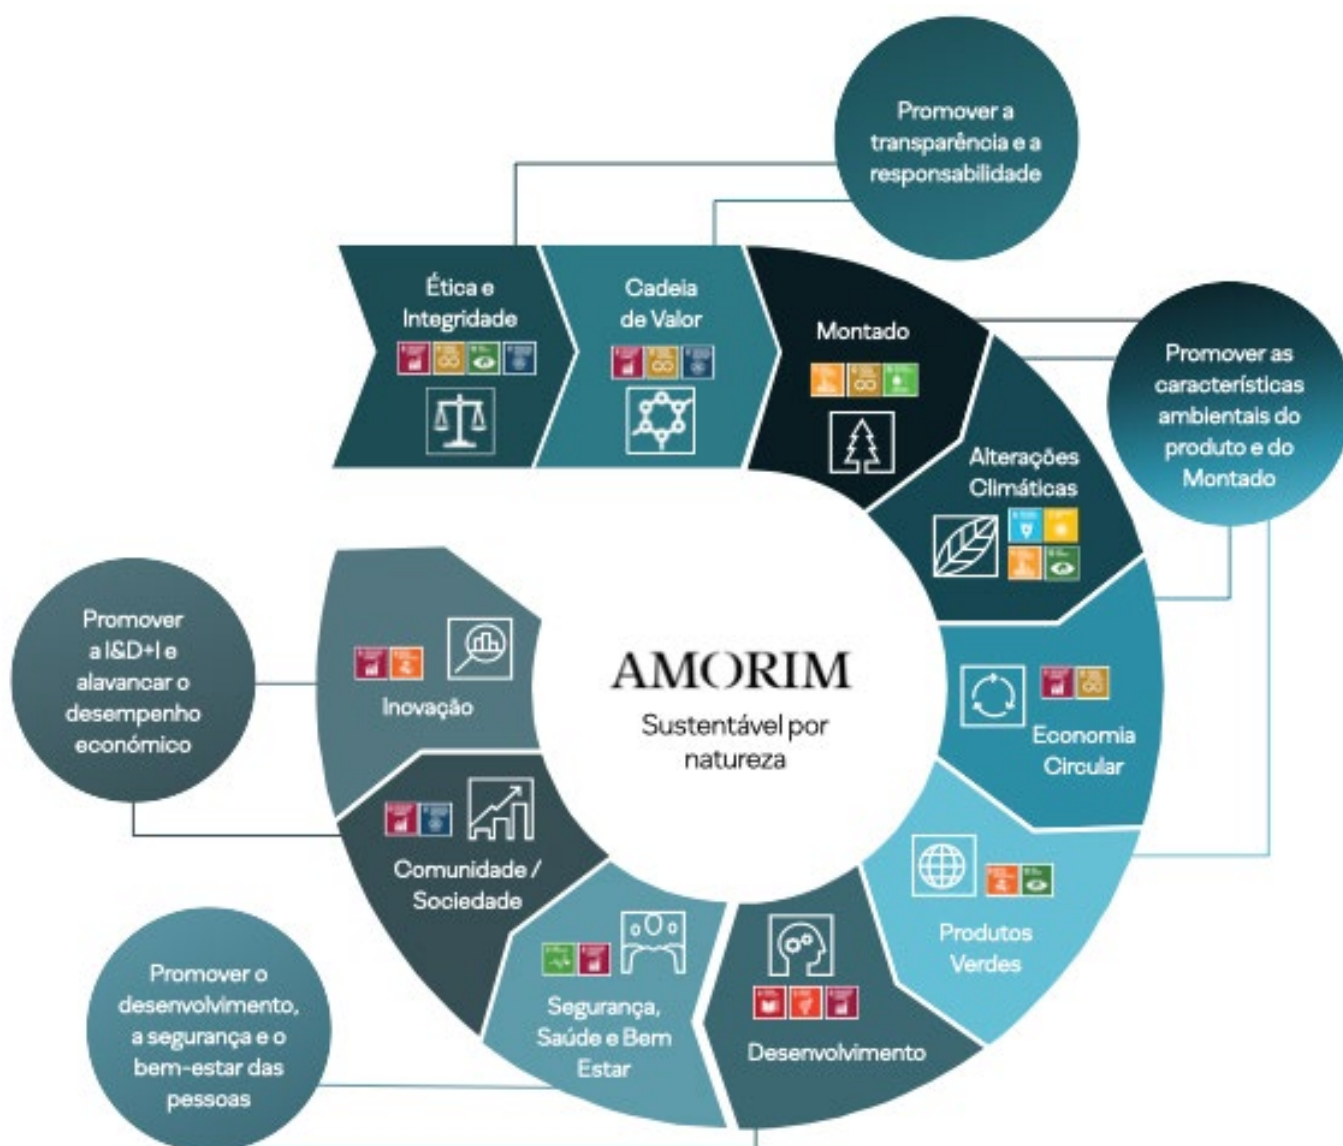 Promover a
transparência e a
responsabilidade
Ética e
Integridade
Cadeia
de Valor
Montado
Promover as
características
ambientais do
produto e do
Montado
Alterações
Climáticas
Promover
a I&D+I e
alavancar o
desempenho
económico
Inovação
AMORIM
Sustentável por
natureza
Economia
Circular
Comunidade /
Sociedade
Produtos
Verdes
Promover o
desenvolvimento,
a segurança e o
bem-estar das
pessoas
Segurança,
Saúde e Bem
Estar
Desenvolvimento